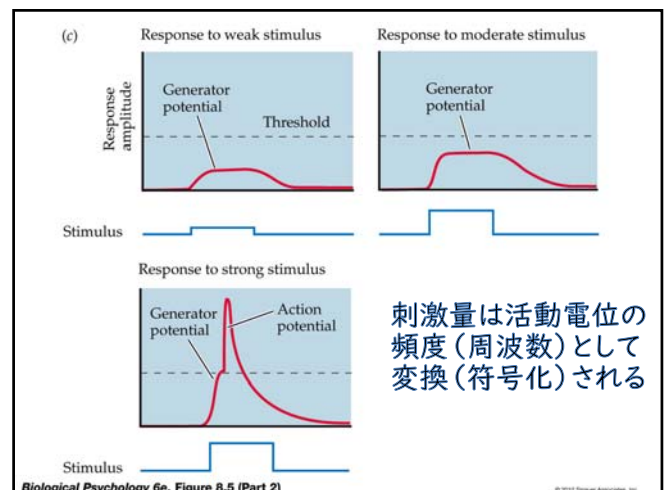 (c)
Response to weak stimulus
Response to moderate stimulus
Response
amplitude
Generator
potential
Threshold
Generator
potential
Stimulus
Response to strong stimulus
Generator
potential
Action
potential
刺激量は活動電位の
頻度(周波数)として
変換(符号化)される
Stimulus
Biological Psychology 6e, Figure 8.5 (Part 2)